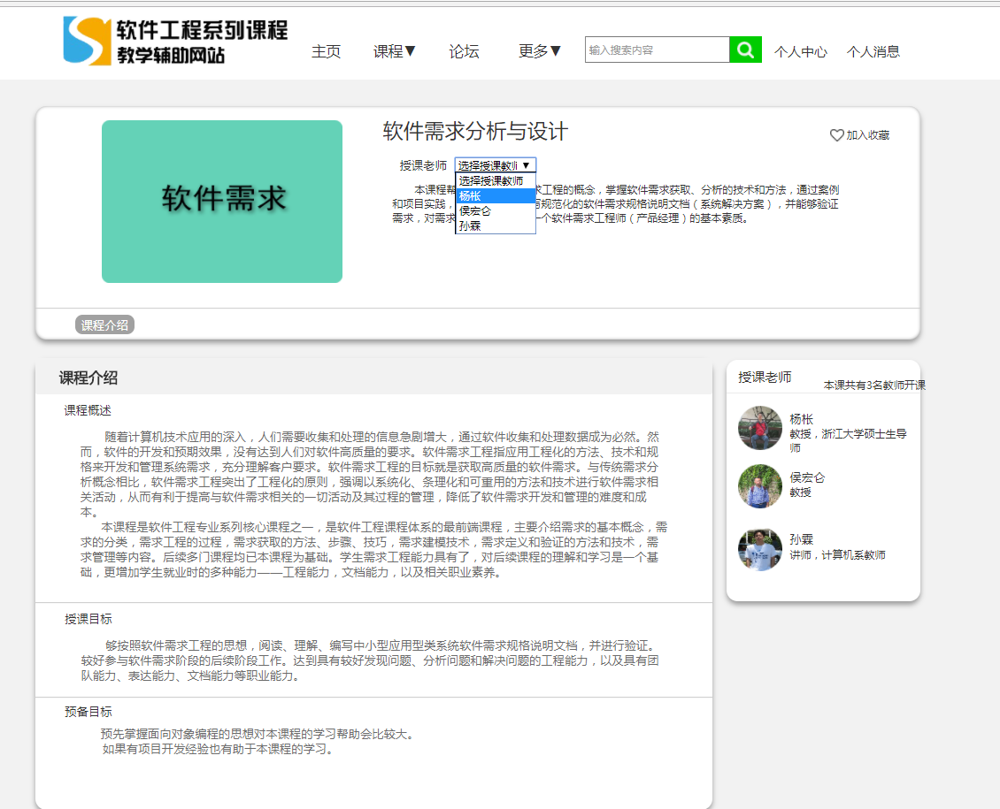 软件工程系列课程
教学辅助网站
主页 课程▼ 论坛 更多▼ 输入搜索内容 个人中心 个人消息
软件需求
软件需求分析与设计
加入收藏
授课老师 选择授课教师 ▼
选择授课教师
杨枨
侯宏仑
孙霖
本课程帮 求工程的概念，掌握软件需求获取、分析的技术和方法，通过案例
和项目实践， 写规范化的软件需求规格说明文档（系统解决方案），并能够验证
需求，对需求 一个软件需求工程师（产品经理）的基本素质。
课程介绍
课程介绍
课程概述
随着计算机技术应用的深入，人们需要收集和处理的信息急剧增大，通过软件收集和处理数据成为必然。然
而，软件的开发和预期效果，没有达到人们对软件高质量的要求。软件需求工程指应用工程化的方法、技术和规
格来开发和管理系统需求，充分理解客户要求。软件需求工程的目标就是获取高质量的软件需求。与传统需求分
析概念相比，软件需求工程突出了工程化的原则，强调以系统化、条理化和可重用的方法和技术进行软件需求相
关活动，从而有利于提高与软件需求相关的一切活动及其过程的管理，降低了软件需求开发和管理的难度和成
本。
本课程是软件工程专业系列核心课程之一，是软件工程课程体系的最前端课程，主要介绍需求的基本概念，需
求的分类，需求工程的过程，需求获取的方法、步骤、技巧，需求建模技术，需求定义和验证的方法和技术，需
求管理等内容。后续多门课程均已本课程为基础。学生需求工程能力具有了，对后续课程的理解和学习是一个基
础，更增加学生就业时的多种能力——工程能力，文档能力，以及相关职业素养。
授课目标
够按照软件需求工程的思想，阅读、理解、编写中小型应用型类系统软件需求规格说明文档，并进行验证。
较好参与软件需求阶段的后续阶段工作。达到具有较好发现问题、分析问题和解决问题的工程能力，以及具有团
队能力、表达能力、文档能力等职业能力。
预备目标
预先掌握面向对象编程的思想对本课程的学习帮助会比较大。
如果有项目开发经验也有助于本课程的学习。
授课老师
本课共有3名教师开课
杨枨
教授，浙江大学硕士生导
师
侯宏仑
教授
孙霖
讲师，计算机系教师